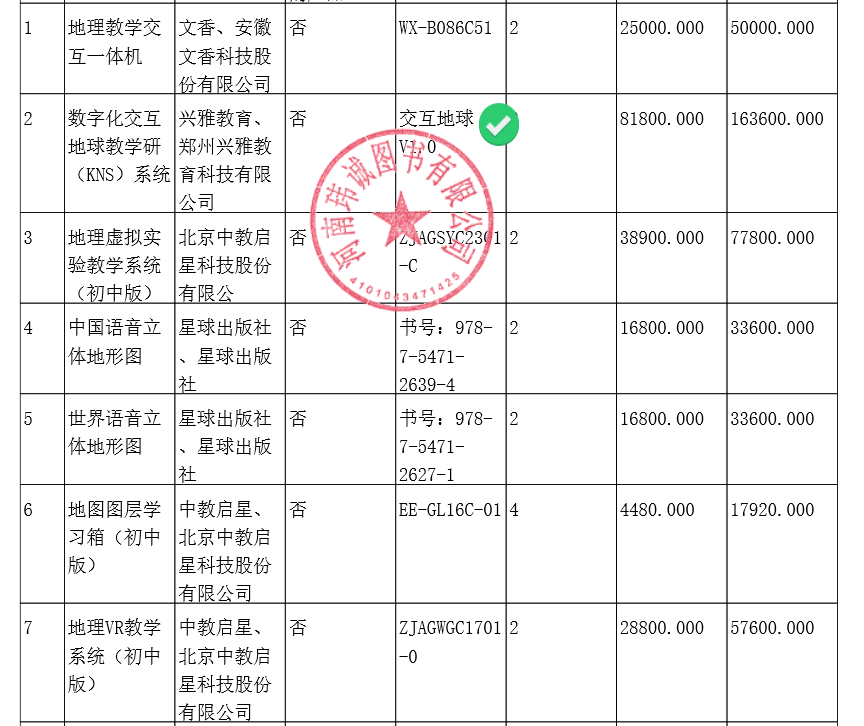 1
地理教学交
互一体机
文香、安徽
文香科技股
份有限公司
否
WX-B086C51
2
25000.000
50000.000
2
数字化交互
地球教学研
（KNS）系统
兴雅教育、
郑州兴雅教
育科技有限
公司
否
交互地球
V1.0
81800.000
163600.000
3
地理虚拟实
验教学系统
（初中版）
北京中教启
星科技股份
有限公
否
ZJAGSYC2301
-C
2
38900.000
77800.000
河南玮诚图书有限公司
4101043471425
4
中国语音立
体地形图
星球出版社
、星球出版
社
否
书号：978-
7-5471-
2639-4
2
16800.000
33600.000
5
世界语音立
体地形图
星球出版社
、星球出版
社
否
书号：978-
7-5471-
2627-1
2
16800.000
33600.000
6
地图图层学
习箱（初中
版）
中教启星、
北京中教启
星科技股份
有限公司
否
EE-GL16C-01
4
4480.000
17920.000
7
地理VR教学
系统（初中
版）
中教启星、
北京中教启
星科技股份
有限公司
否
ZJAGWGC1701
-0
2
28800.000
57600.000